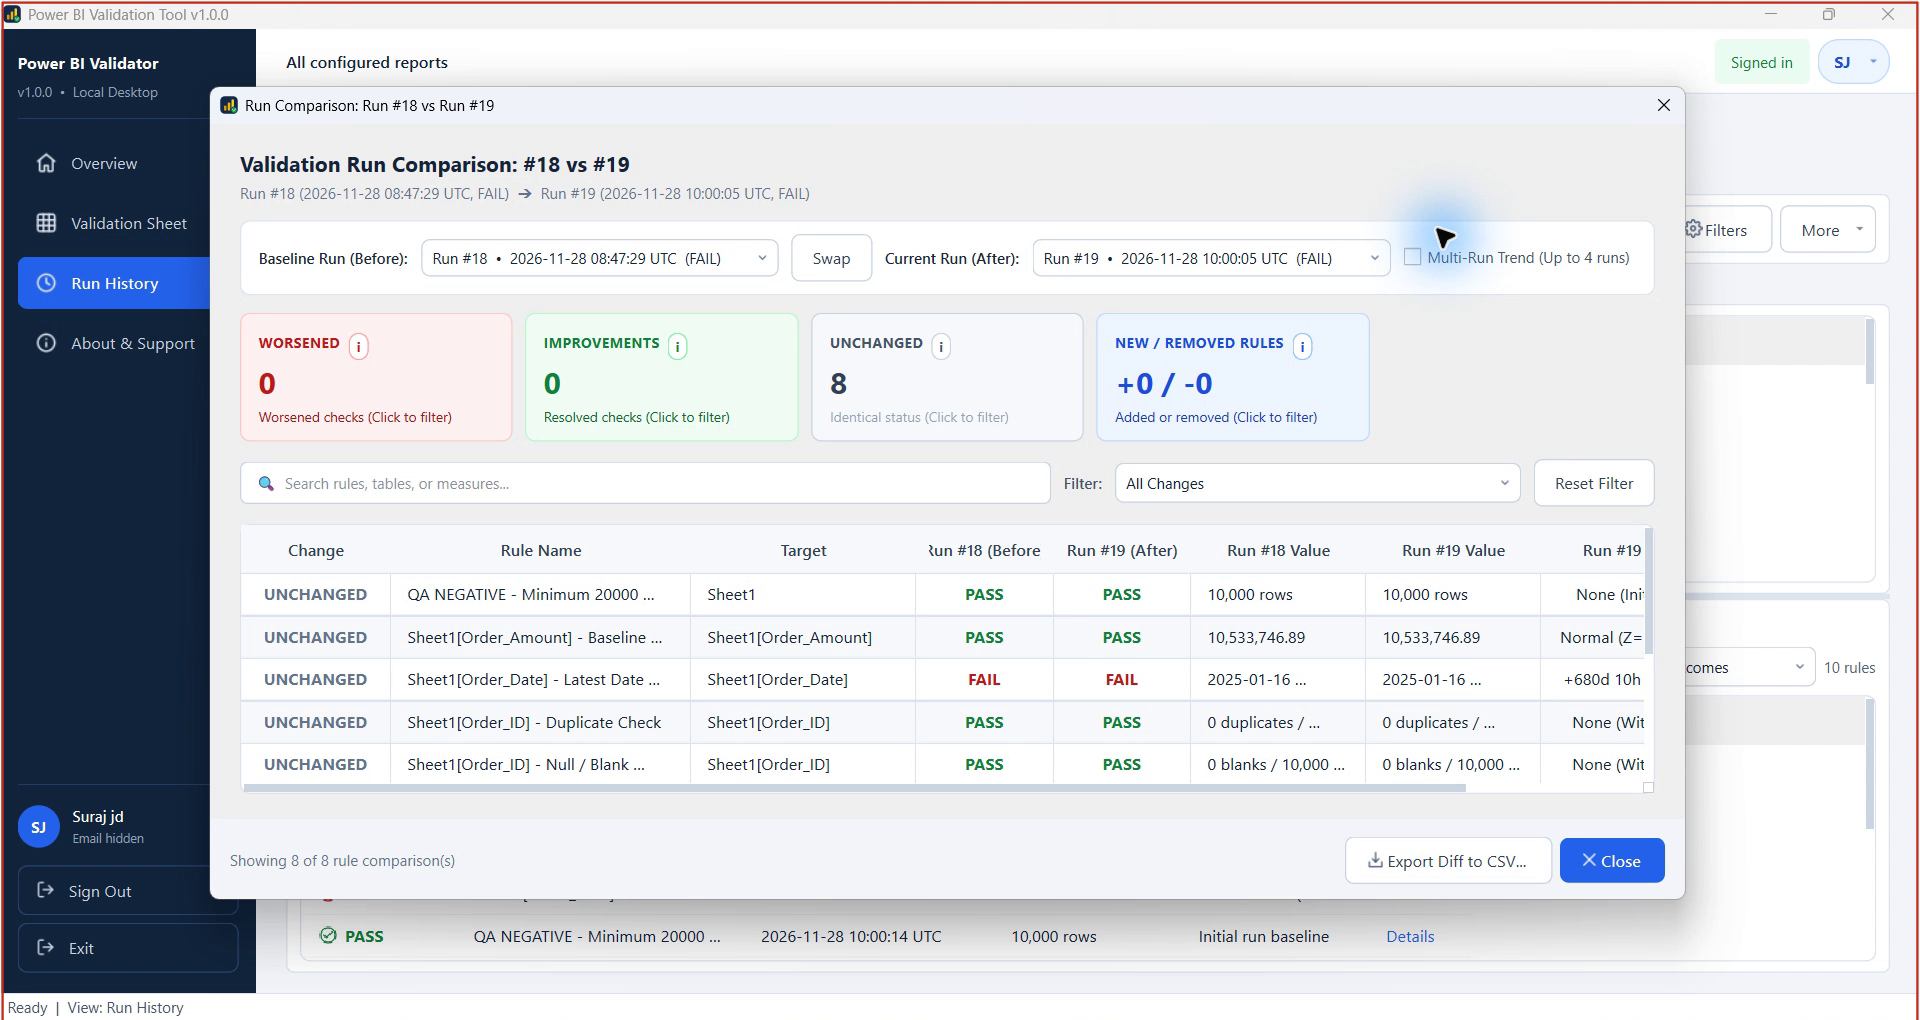 Power BI Validation Tool v1.0.0
Power BI Validator
v1.0.0 • Local Desktop
All configured reports
Signed in
SJ
Overview
Validation Sheet
Run History
About & Support
Filters
More
Run Comparison: Run #18 vs Run #19
Validation Run Comparison: #18 vs #19
Run #18 (2026-11-28 08:47:29 UTC, FAIL) → Run #19 (2026-11-28 10:00:05 UTC, FAIL)
Baseline Run (Before): Run #18 • 2026-11-28 08:47:29 UTC (FAIL) Swap Current Run (After): Run #19 • 2026-11-28 10:00:05 UTC (FAIL) Multi-Run Trend (Up to 4 runs)
WORSENED i
0
Worsened checks (Click to filter)
IMPROVEMENTS i
0
Resolved checks (Click to filter)
UNCHANGED i
8
Identical status (Click to filter)
NEW / REMOVED RULES i
+0 / -0
Added or removed (Click to filter)
Search rules, tables, or measures... Filter: All Changes Reset Filter
Change Rule Name Target Run #18 (Before Run #19 (After) Run #18 Value Run #19 Value Run #19
UNCHANGED QA NEGATIVE - Minimum 20000 ... Sheet1 PASS PASS 10,000 rows 10,000 rows None (Ini
UNCHANGED Sheet1[Order_Amount] - Baseline ... Sheet1[Order_Amount] PASS PASS 10,533,746.89 10,533,746.89 Normal (Z=
UNCHANGED Sheet1[Order_Date] - Latest Date ... Sheet1[Order_Date] FAIL FAIL 2025-01-16 ... 2025-01-16 ... +680d 10h
UNCHANGED Sheet1[Order_ID] - Duplicate Check Sheet1[Order_ID] PASS PASS 0 duplicates / ... 0 duplicates / ... None (Wit
UNCHANGED Sheet1[Order_ID] - Null / Blank ... Sheet1[Order_ID] PASS PASS 0 blanks / 10,000 ... 0 blanks / 10,000 ... None (Wit
Showing 8 of 8 rule comparison(s) Export Diff to CSV... Close
comes 10 rules
PASS QA NEGATIVE - Minimum 20000 ... 2026-11-28 10:00:14 UTC 10,000 rows Initial run baseline Details
SJ
Suraj jd
Email hidden
Sign Out
Exit
Ready | View: Run History